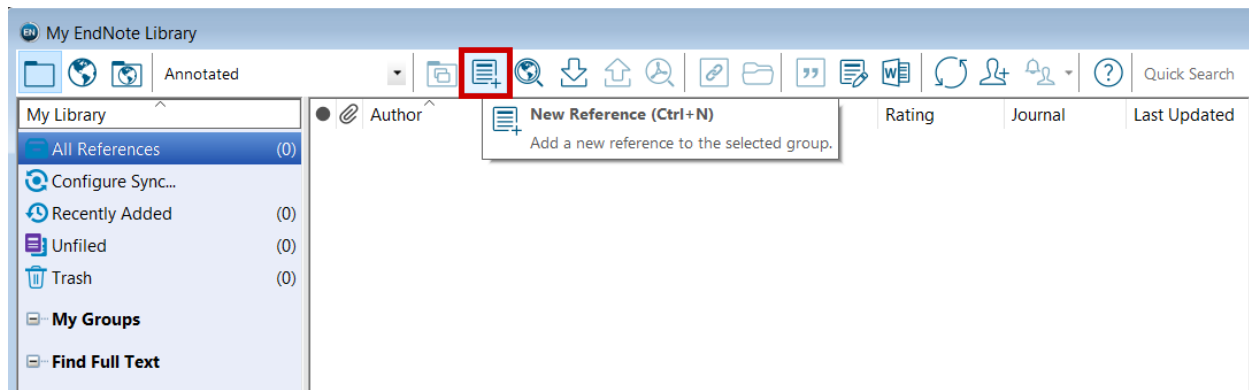 EN My EndNote Library
Annotated
Quick Search
My Library
Author
New Reference (Ctrl+N)
Add a new reference to the selected group.
Rating
Journal
Last Updated
All References (0)
Configure Sync...
Recently Added (0)
Unfiled (0)
Trash (0)
My Groups
Find Full Text